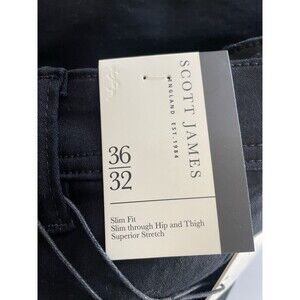 SCOTT JAMES
ENGLAND EST. 1984
36
32
Slim Fit
Slim through Hip and Thigh
Superior Stretch